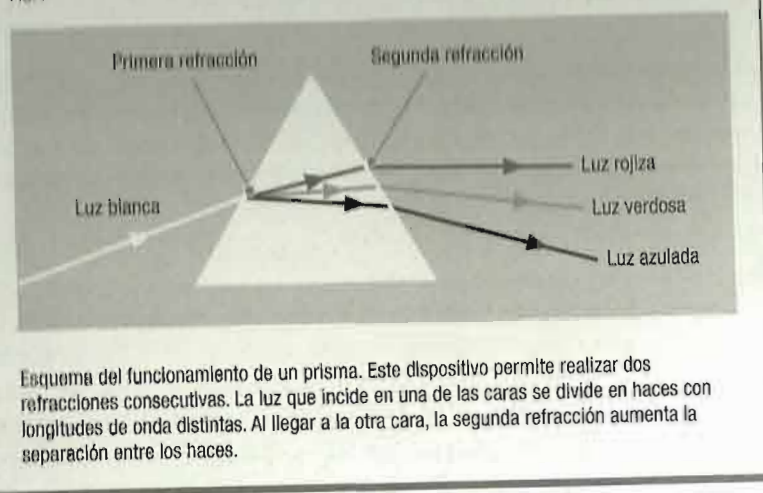 Primera refracción
Segunda refracción
Luz blanca
Luz rojiza
Luz verdosa
Luz azulada
Esquema del funcionamiento de un prisma. Este dispositivo permite realizar dos
refracciones consecutivas. La luz que incide en una de las caras se divide en haces con
longitudes de onda distintas. Al llegar a la otra cara, la segunda refracción aumenta la
separación entre los haces.